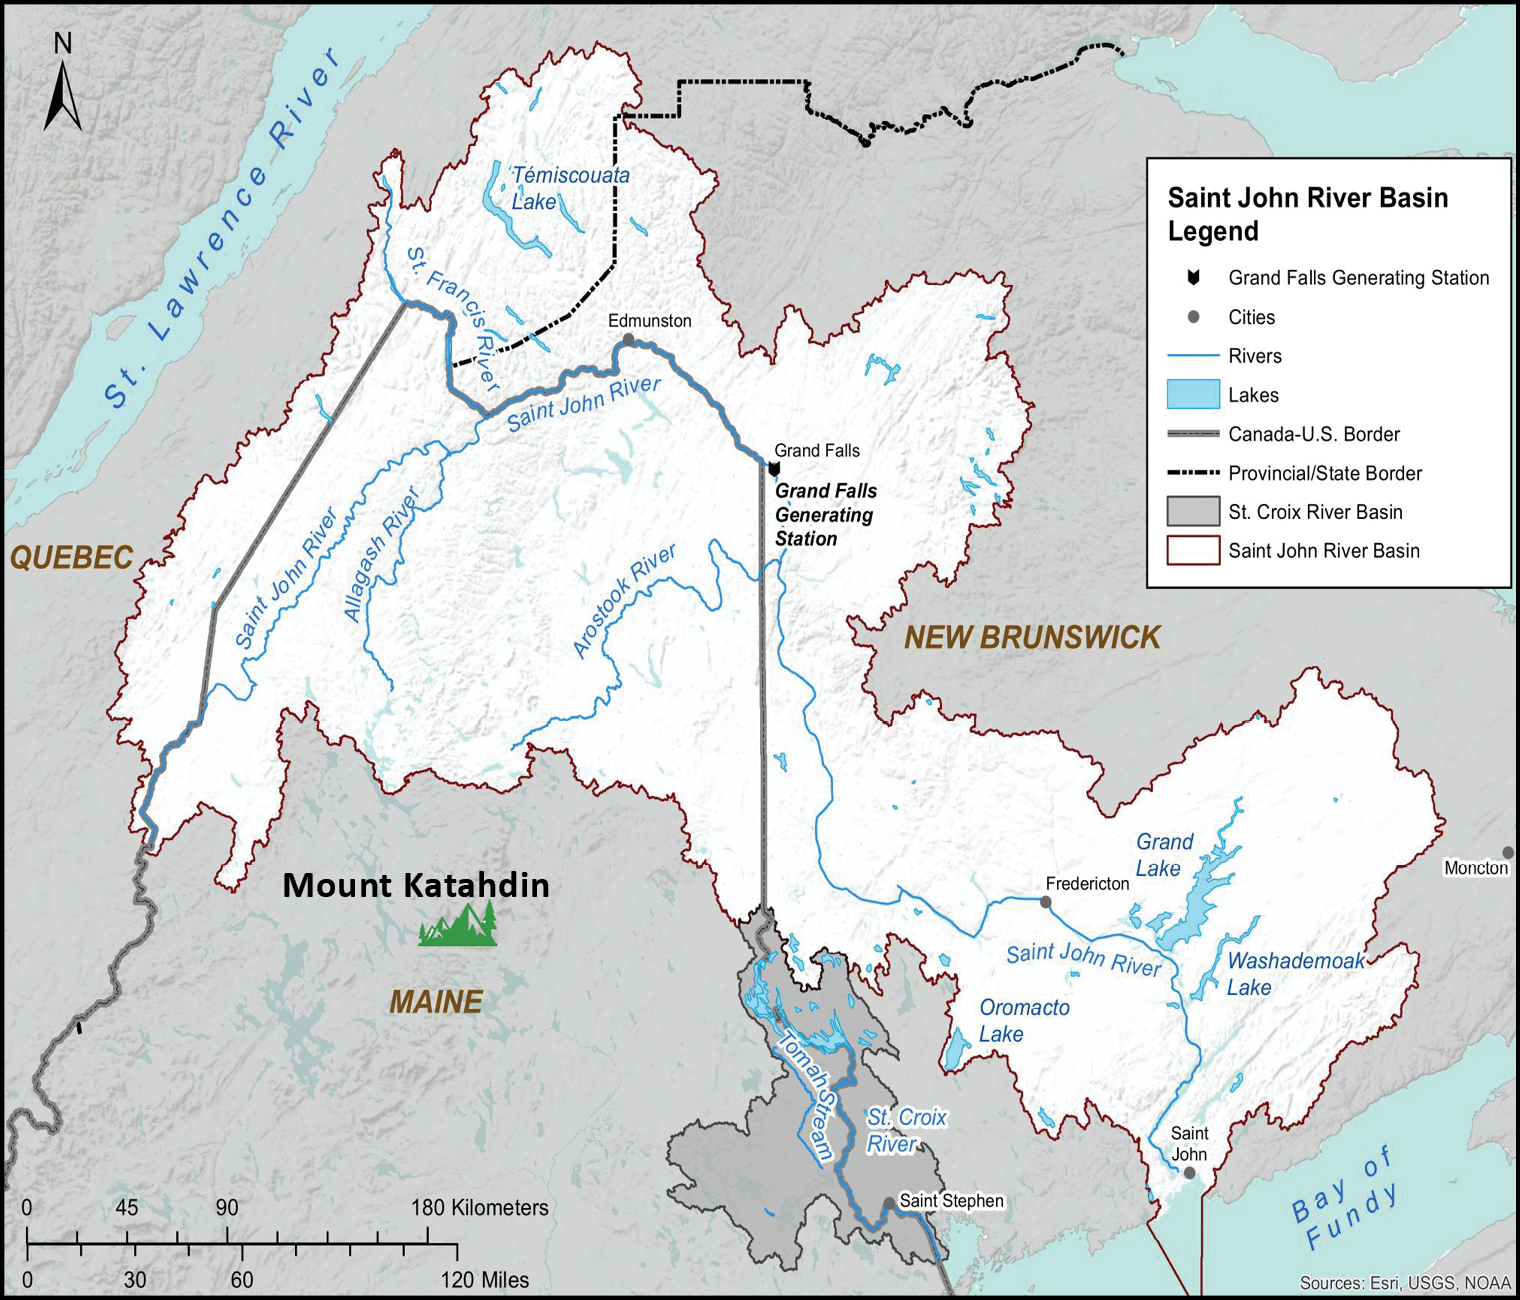 N
St. Lawrence River
Témiscouata
Lake
St. Francis River
Edmunston
Saint John River
Grand Falls
Grand Falls
Generating
Station
Saint John River Basin
Legend
Grand Falls Generating Station
Cities
Rivers
Lakes
Canada-U.S. Border
Provincial/State Border
St. Croix River Basin
Saint John River Basin
QUEBEC
Saint John River
Allagash River
Arostook River
NEW BRUNSWICK
Mount Katahdin
MAINE
Grand
Lake
Moncton
Fredericton
Saint John River
Washademoak
Lake
Oromacto
Lake
Tomah Stream
St. Croix
River
Saint
John
Saint Stephen
Bay of
Fundy
0 45 90 180 Kilometers
0 30 60 120 Miles
Sources: Esri, USGS, NOAA